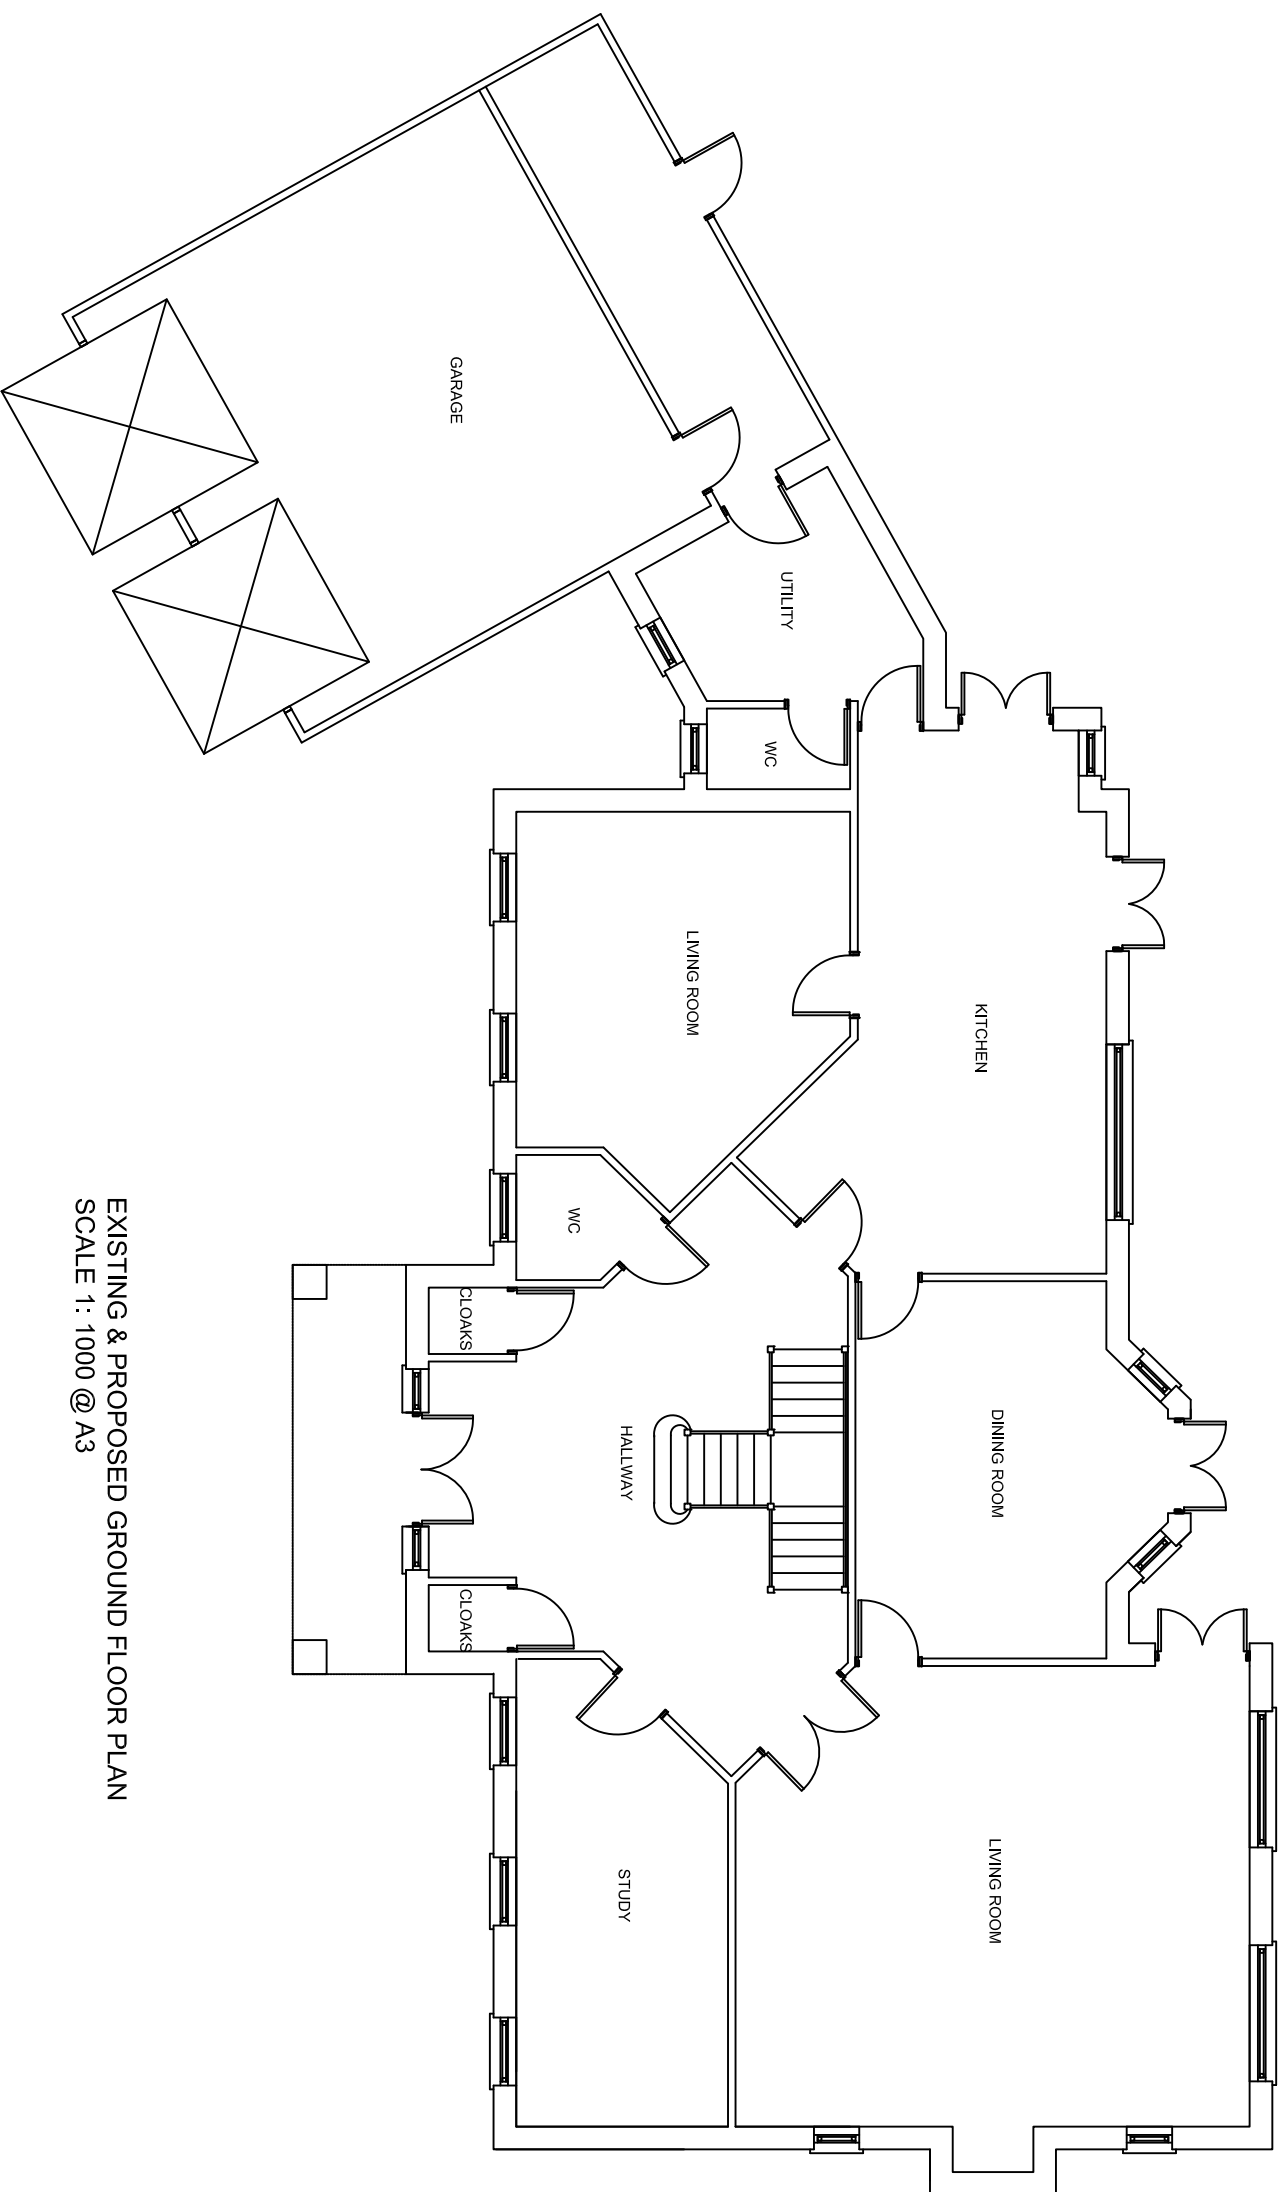 GARAGE
UTILITY
WC
LIVING ROOM
KITCHEN
WC
CLOAKS
HALLWAY
DINING ROOM
CLOAKS
STUDY
LIVING ROOM
EXISTING & PROPOSED GROUND FLOOR PLAN
SCALE 1: 1000 @ A3